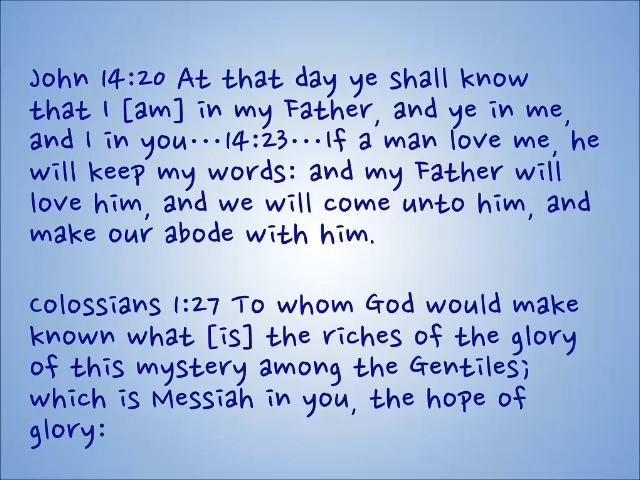 John 14:20 At that day ye shall know
that I [am] in my Father, and ye in me,
and I in you···14:23···If a man love me, he
will keep my words: and my Father will
love him, and we will come unto him, and
make our abode with him.
Colossians 1:27 To whom God would make
known what [is] the riches of the glory
of this mystery among the Gentiles;
which is Messiah in you, the hope of
glory: